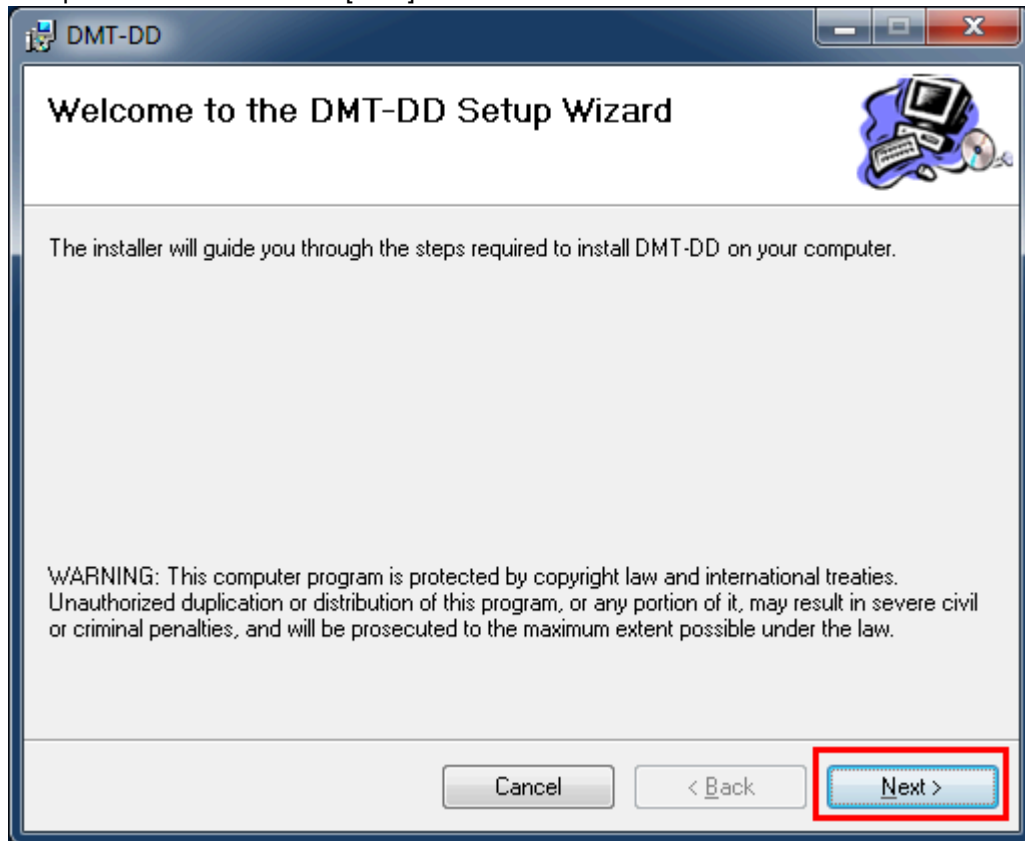 DMT-DD
Welcome to the DMT-DD Setup Wizard
The installer will guide you through the steps required to install DMT-DD on your computer.
WARNING: This computer program is protected by copyright law and international treaties.
Unauthorized duplication or distribution of this program, or any portion of it, may result in severe civil
or criminal penalties, and will be prosecuted to the maximum extent possible under the law.
Cancel
< Back
Next >